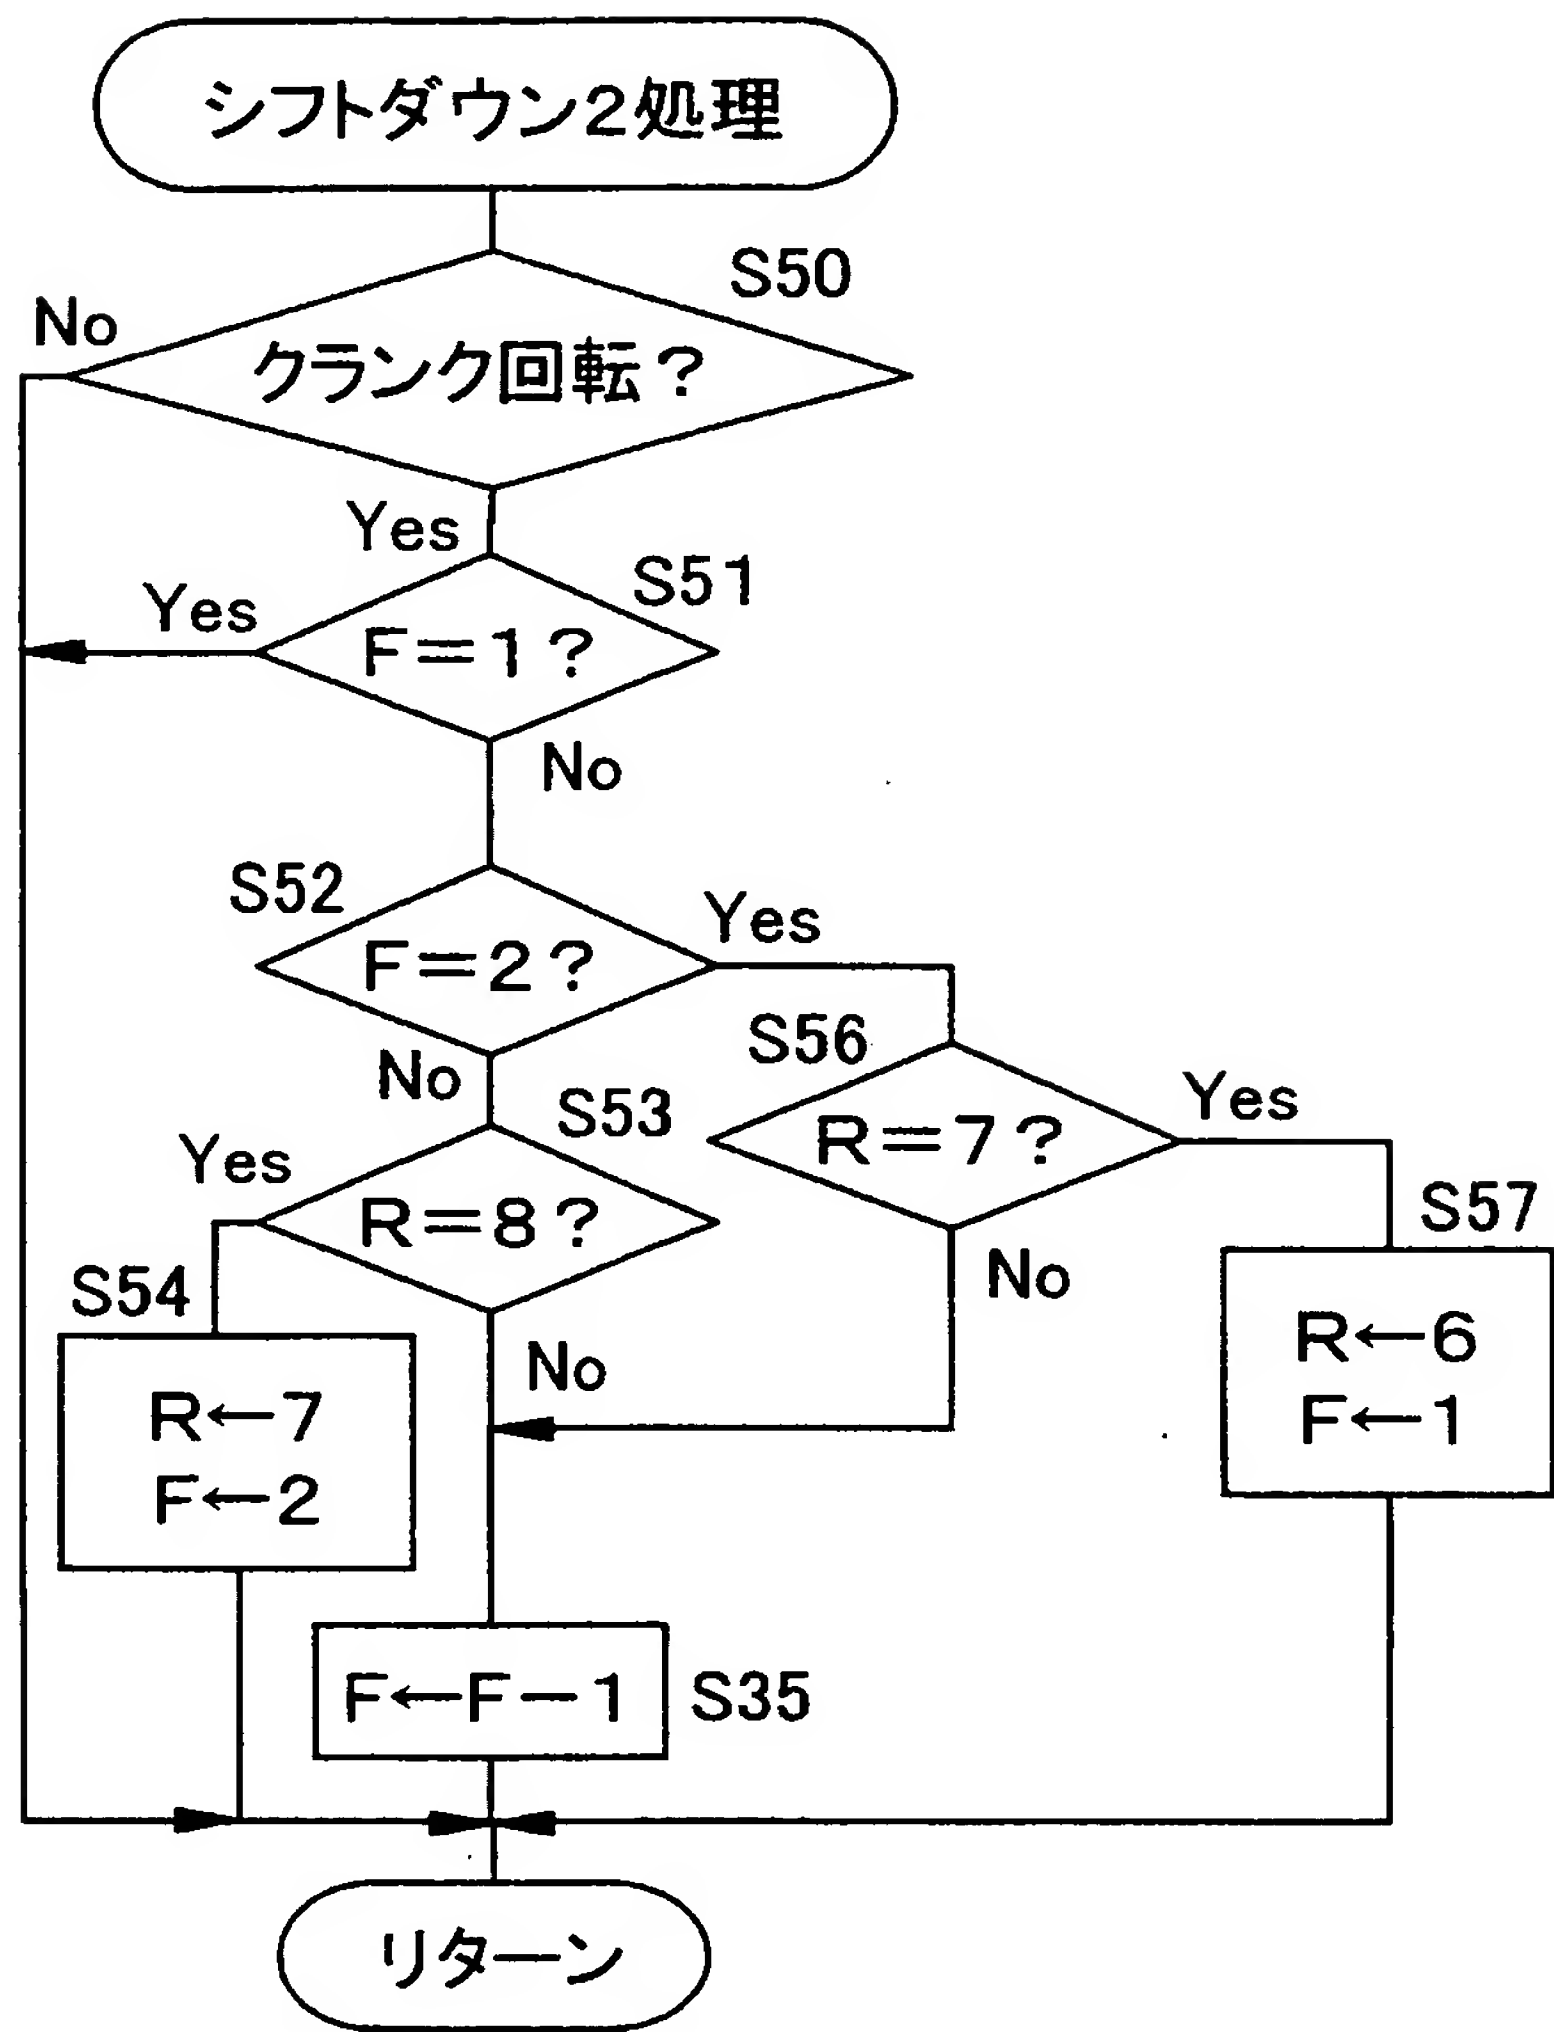 シフトダウン2処理
S50
No
クランク回転?
Yes
S51
Yes
F=1?
No
S52
Yes
F=2?
S56
No
S53
Yes
R=7?
Yes
R=8?
S57
No
S54
No
R←6
F←1
R←7
F←2
F←F−1
S35
リターン